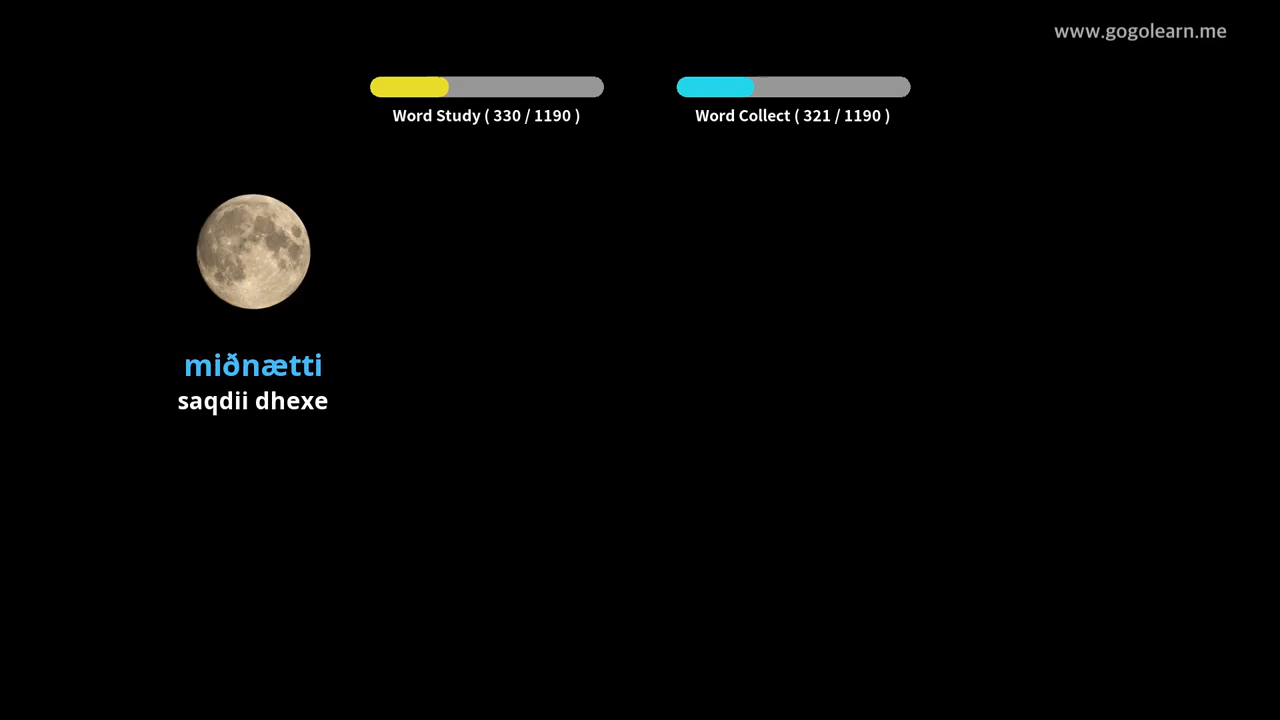 www.gogolearn.me
Word Study ( 330 / 1190 )
Word Collect ( 321 / 1190 )
miðnætti
saqdii dhexe